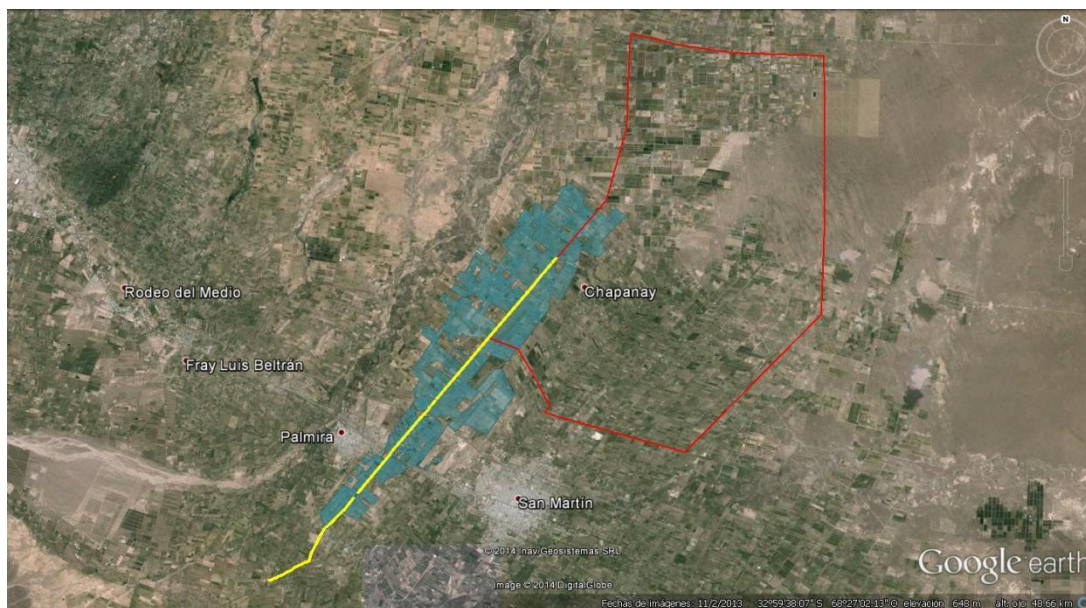 N
Rodeo del Medio
Chapanay
Fray Luis Beltrán
Palmira
San Martín
© 2014 Inav/Geosistemas SRL
Image © 2014 DigitalGlobe
Google earth
Fechas de imágenes: 11/2/2013 32°59'38.07" S 68°27'02.13" O elevación 648 m alt. ojo 48.66 km